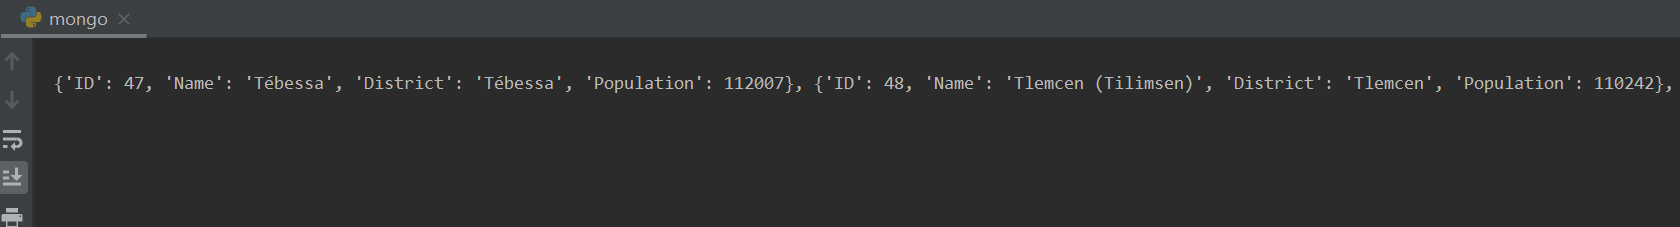 mongo
{'ID': 47, 'Name': 'Tébessa', 'District': 'Tébessa', 'Population': 112007}, {'ID': 48, 'Name': 'Tlemcen (Tilimsen)', 'District': 'Tlemcen', 'Population': 110242},